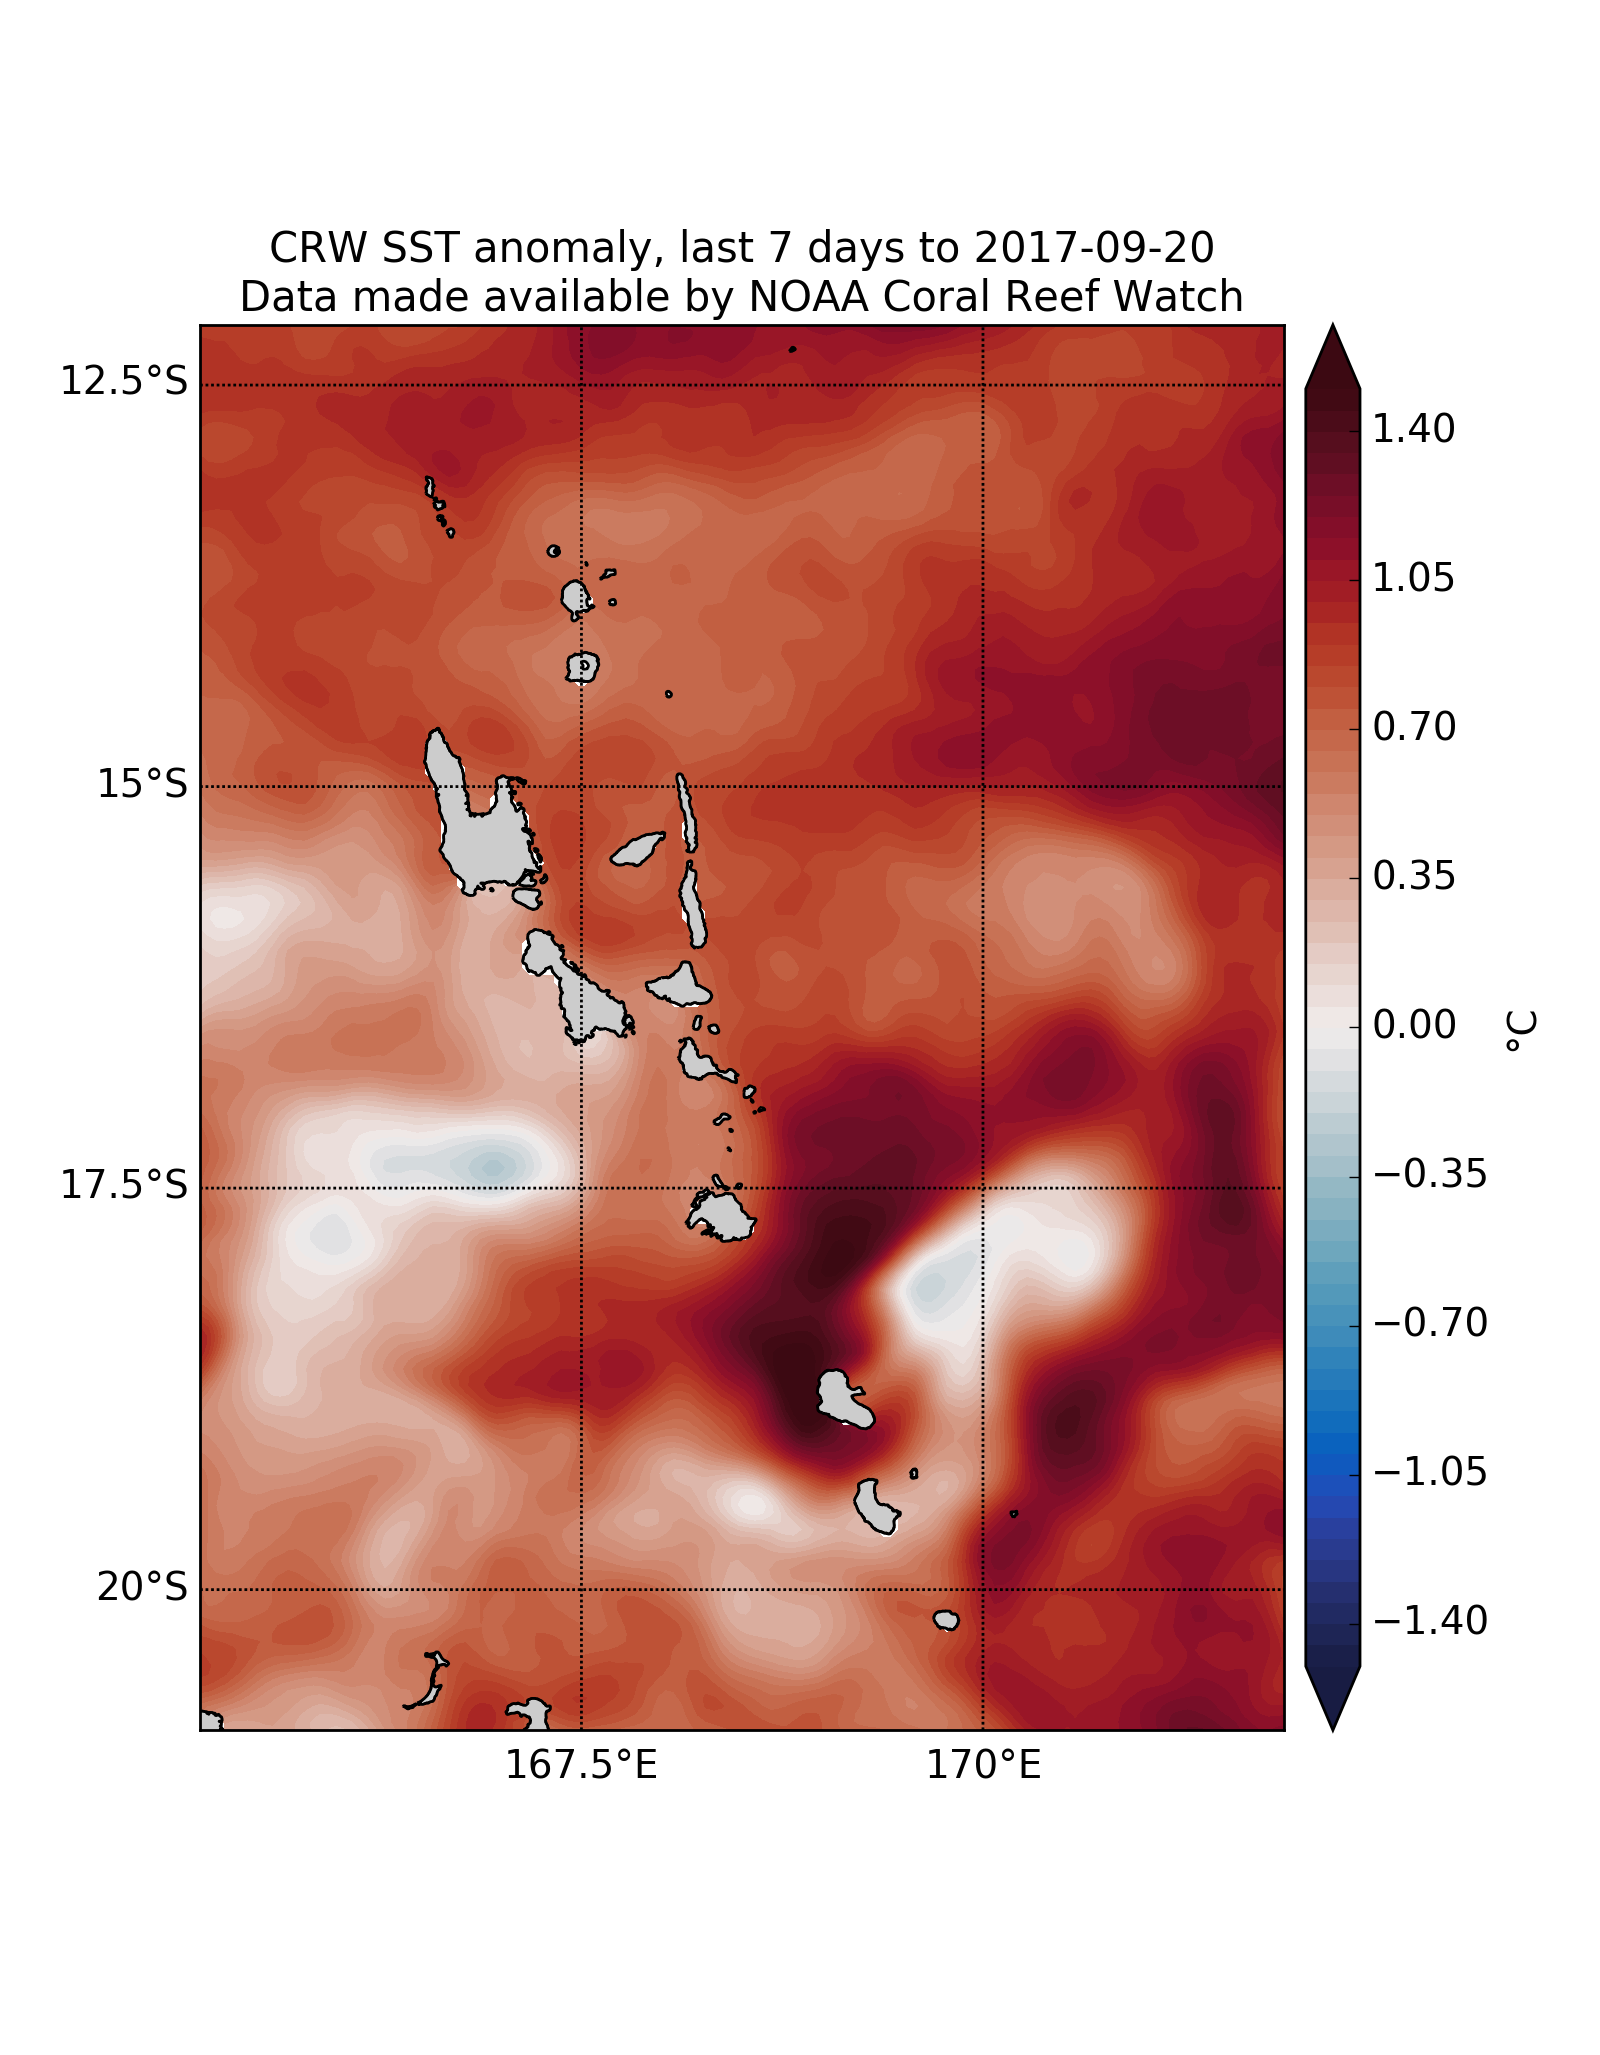 CRW SST anomaly, last 7 days to 2017-09-20
Data made available by NOAA Coral Reef Watch
12.5°S
15°S
17.5°S
20°S
167.5°E
170°E
1.40
1.05
0.70
0.35
0.00
−0.35
−0.70
−1.05
−1.40
°C